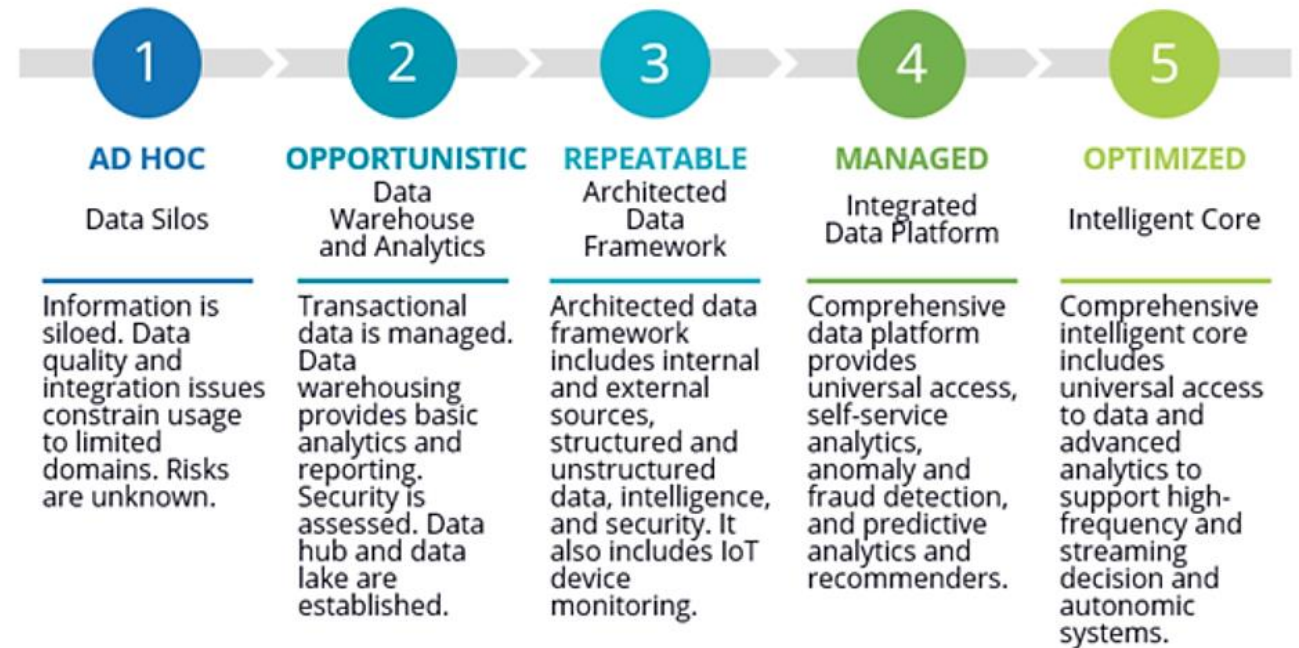 1
2
3
4
5
AD HOC
Data Silos
Information is
siloed. Data
quality and
integration issues
constrain usage
to limited
domains. Risks
are unknown.
OPPORTUNISTIC
Data
Warehouse
and Analytics
Transactional
data is managed.
Data
warehousing
provides basic
analytics and
reporting.
Security is
assessed. Data
hub and data
lake are
established.
REPEATABLE
Architected
Data
Framework
Architected data
framework
includes internal
and external
sources,
structured and
unstructured
data, intelligence,
and security. It
also includes IoT
device
monitoring.
MANAGED
Integrated
Data Platform
Comprehensive
data platform
provides
universal access,
self-service
analytics,
anomaly and
fraud detection,
and predictive
analytics and
recommenders.
OPTIMIZED
Intelligent Core
Comprehensive
intelligent core
includes
universal access
to data and
advanced
analytics to
support high-
frequency and
streaming
decision and
autonomic
systems.